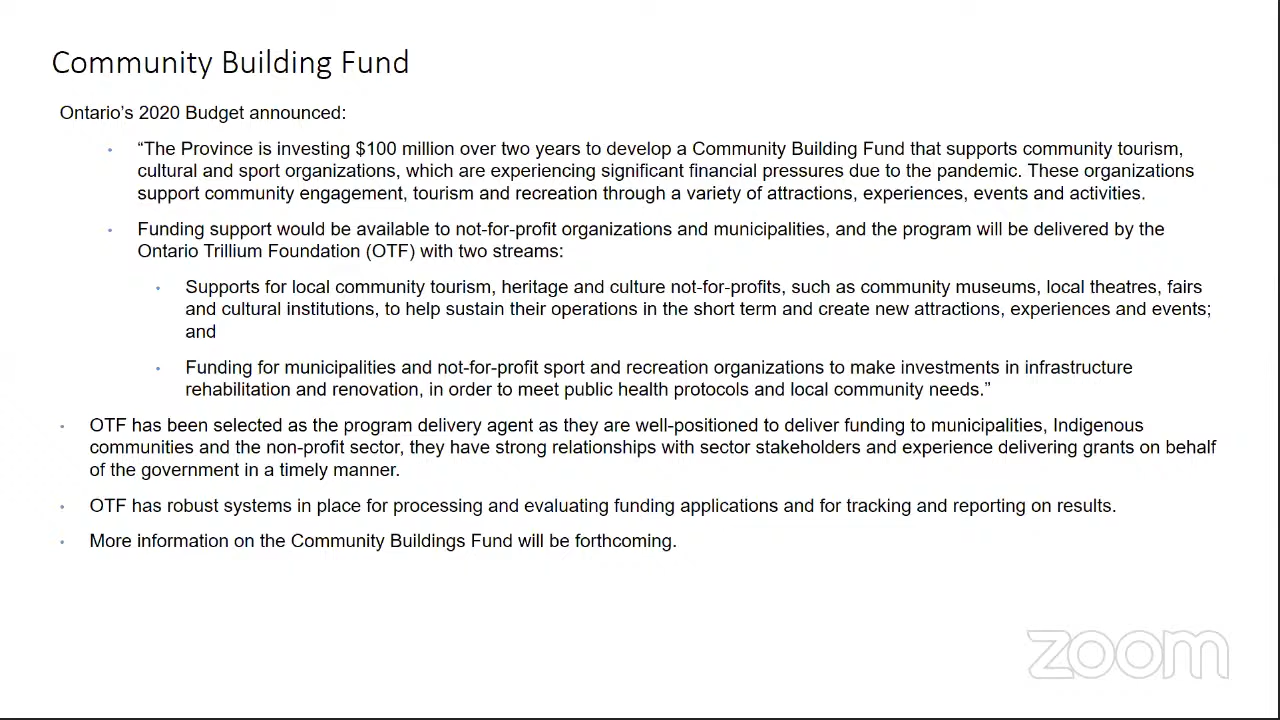 Community Building Fund
Ontario’s 2020 Budget announced:
“The Province is investing $100 million over two years to develop a Community Building Fund that supports community tourism,
cultural and sport organizations, which are experiencing significant financial pressures due to the pandemic. These organizations
support community engagement, tourism and recreation through a variety of attractions, experiences, events and activities.
Funding support would be available to not-for-profit organizations and municipalities, and the program will be delivered by the
Ontario Trillium Foundation (OTF) with two streams:
Supports for local community tourism, heritage and culture not-for-profits, such as community museums, local theatres, fairs
and cultural institutions, to help sustain their operations in the short term and create new attractions, experiences and events;
and
Funding for municipalities and not-for-profit sport and recreation organizations to make investments in infrastructure
rehabilitation and renovation, in order to meet public health protocols and local community needs.”
OTF has been selected as the program delivery agent as they are well-positioned to deliver funding to municipalities, Indigenous
communities and the non-profit sector, they have strong relationships with sector stakeholders and experience delivering grants on behalf
of the government in a timely manner.
OTF has robust systems in place for processing and evaluating funding applications and for tracking and reporting on results.
More information on the Community Buildings Fund will be forthcoming.
zoom